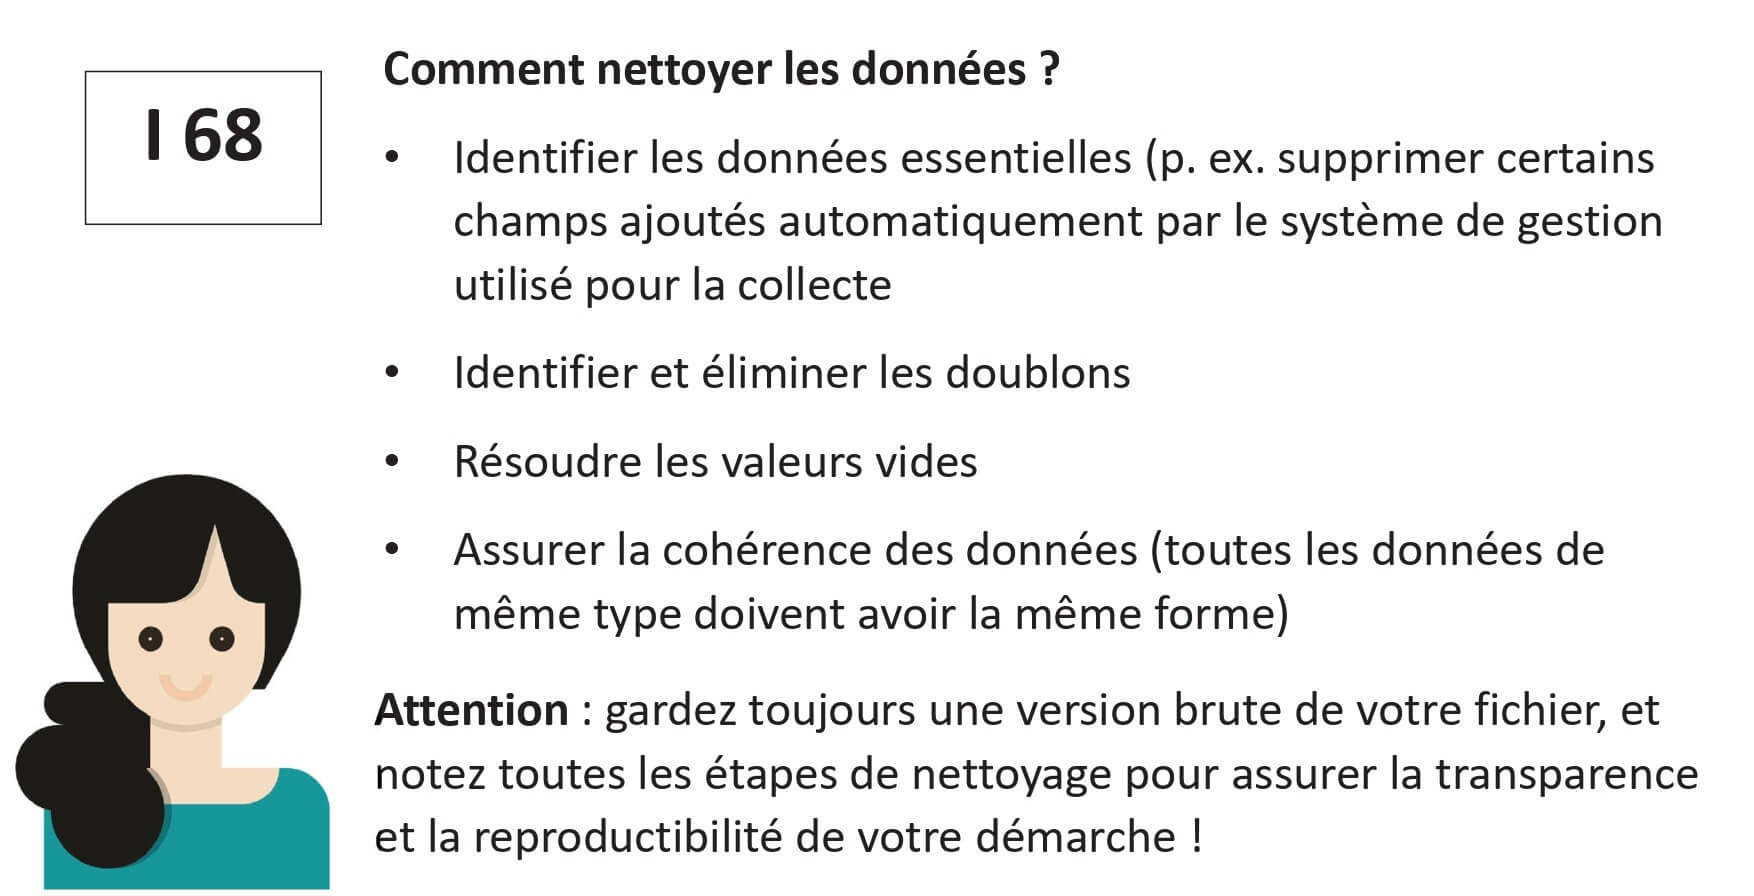 I 68
Comment nettoyer les données ?
• Identifier les données essentielles (p. ex. supprimer certains
champs ajoutés automatiquement par le système de gestion
utilisé pour la collecte
• Identifier et éliminer les doublons
• Résoudre les valeurs vides
• Assurer la cohérence des données (toutes les données de
même type doivent avoir la même forme)
Attention : gardez toujours une version brute de votre fichier, et
notez toutes les étapes de nettoyage pour assurer la transparence
et la reproductibilité de votre démarche !